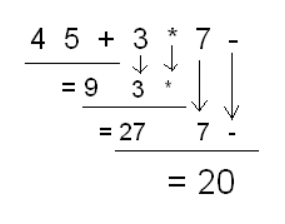 4 5 + 3 * 7 -
= 9 3 *
= 27 7 -
= 20